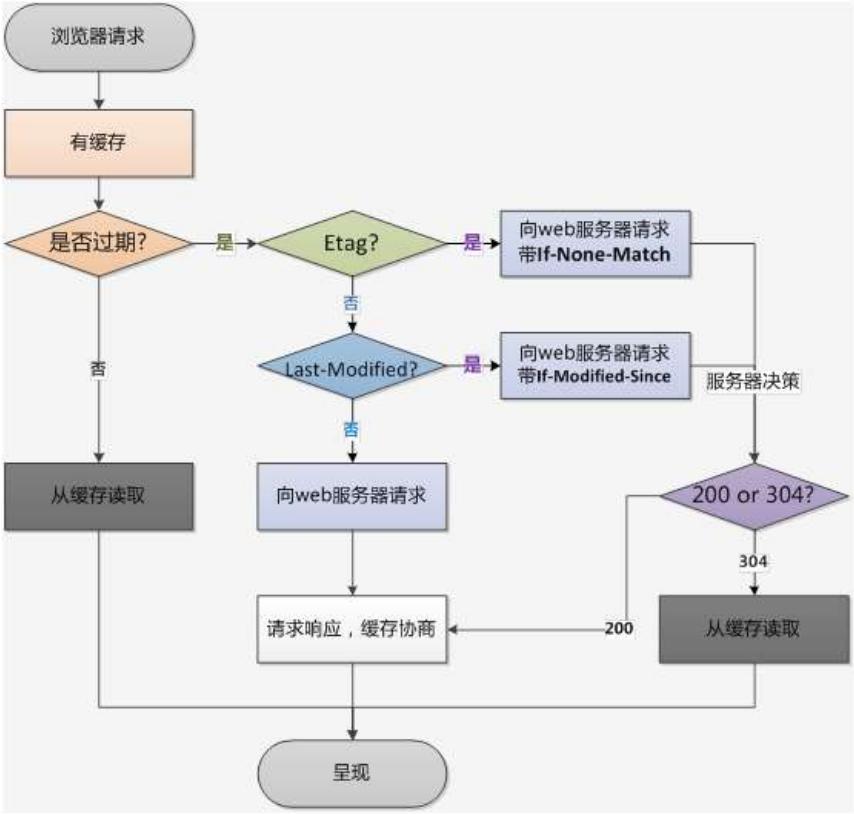 浏览器请求
有缓存
是否过期?
是
Etag?
是
向web服务器请求
带If-None-Match
否
否
Last-Modified?
是
向web服务器请求
带If-Modified-Since
服务器决策
否
从缓存读取
向web服务器请求
200 or 304?
304
请求响应，缓存协商
200
从缓存读取
呈现